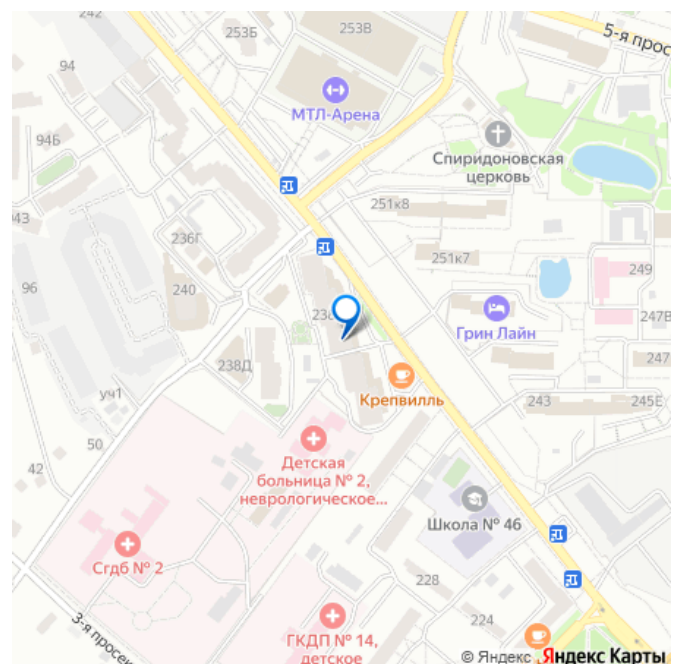 253Б
253В
5-я прос
94
МТЛ-Арена
94Б
Спиридоновская
церковь
251к8
43
236Г
251к7
249
96
240
247В
Грин Лайн
238Д
247
Крепвилль
уч1
243
245Е
50
Детская
больница № 2,
неврологическое...
42
Школа № 46
Сгдб № 2
228
224
3-я просек
ГКДП № 14,
детское
© Яндекс Яндекс Карты